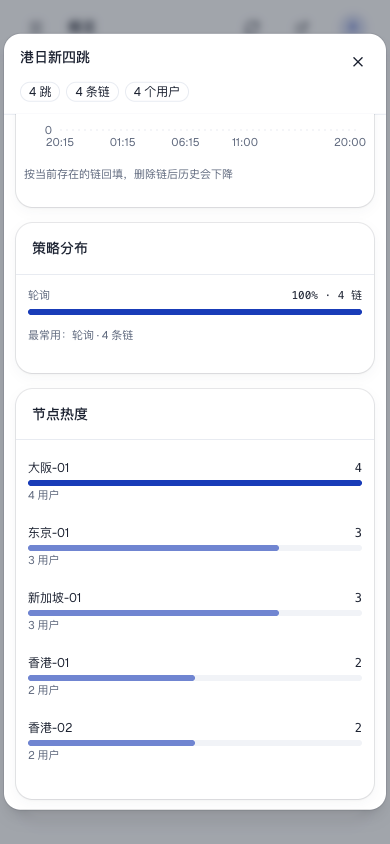 港日新四跳
4 跳
4 条链
4 个用户
0
20:15 01:15 06:15 11:00 20:00
按当前存在的链回填，删除链后历史会下降
策略分布
轮询 100% · 4 链
最常用：轮询 · 4 条链
节点热度
大阪-01 4
4 用户
东京-01 3
3 用户
新加坡-01 3
3 用户
香港-01 2
2 用户
香港-02 2
2 用户